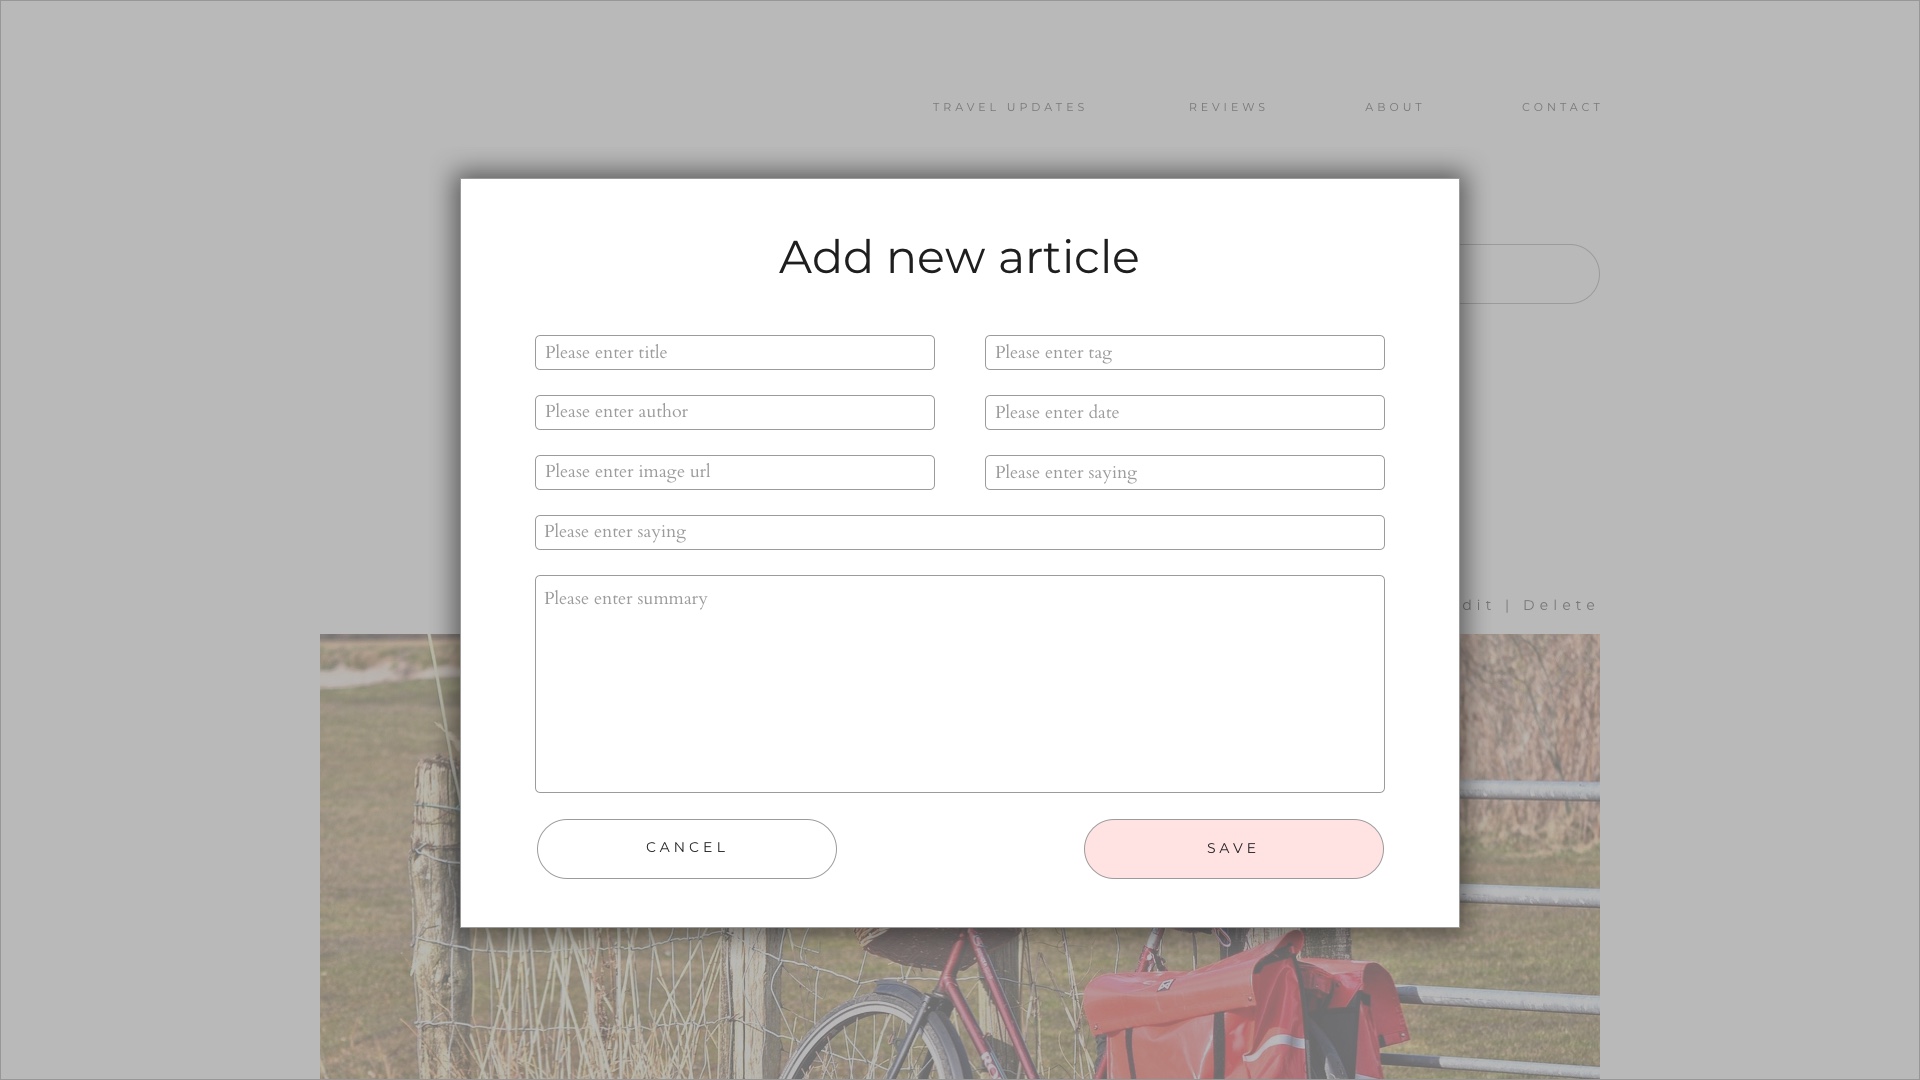 TRAVEL UPDATES REVIEWS ABOUT CONTACT
Add new article
Please enter title Please enter tag
Please enter author Please enter date
Please enter image url Please enter saying
Please enter saying
Please enter summary
| Delete
CANCEL SAVE